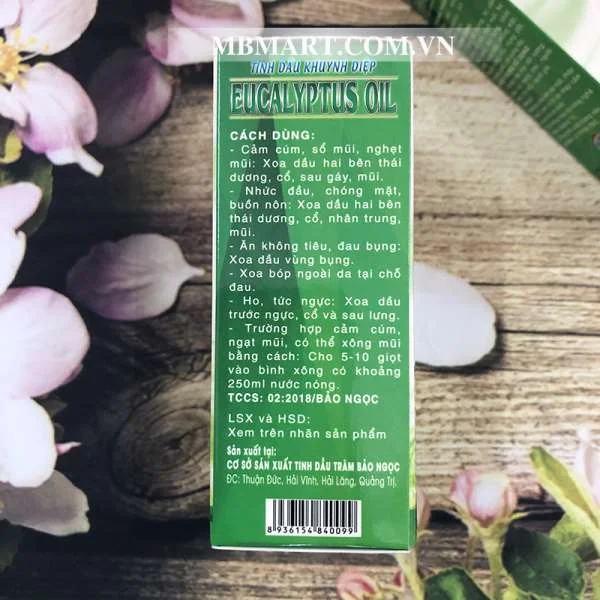 MBMART.COM.VN
TINH DẦU KHUYNH DIỆP
EUCALYPTUS OIL
CÁCH DÙNG:
- Cảm cúm, sổ mũi, nghẹt
mũi: Xoa dầu hai bên thái
dương, cổ, sau gáy, mũi.
- Nhức đầu, chóng mặt,
buồn nôn: Xoa dầu hai bên
thái dương, cổ, nhân trung,
mũi.
- Ăn không tiêu, đau bụng:
Xoa dầu vùng bụng.
- Xoa bóp ngoài da tại chỗ
đau.
- Ho, tức ngực: Xoa dầu
trước ngực, cổ và sau lưng.
- Trường hợp cảm cúm,
ngạt mũi, có thể xông mũi
bằng cách: Cho 5-10 giọt
vào bình xông có khoảng
250ml nước nóng.
TCCS: 02:2018/BẢO NGỌC
LSX và HSD:
Xem trên nhãn sản phẩm
Sản xuất tại:
CƠ SỞ SẢN XUẤT TINH DẦU TRÀM BẢO NGỌC
ĐC: Thuận Đức, Hải Vĩnh, Hải Lăng, Quảng Trị.
8 936154 840099